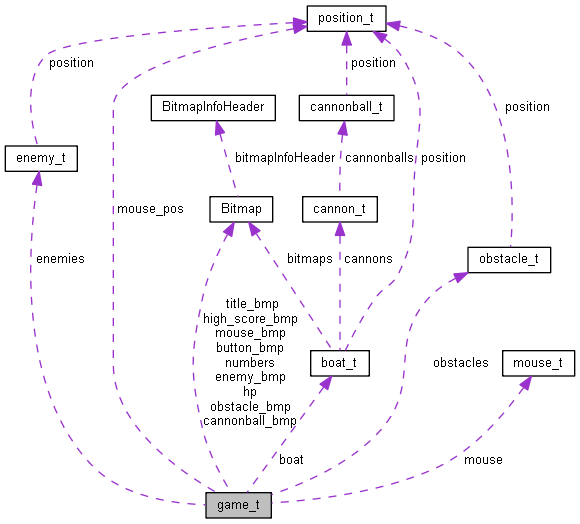 position_t
position
position
BitmapInfoHeader
cannonball_t
position
enemy_t
bitmapInfoHeader
cannonballs
position
mouse_pos
Bitmap
cannon_t
enemies
bitmaps
cannons
obstacle_t
title_bmp
high_score_bmp
mouse_bmp
button_bmp
numbers
enemy_bmp
hp
obstacle_bmp
cannonball_bmp
boat_t
obstacles
mouse_t
boat
mouse
game_t